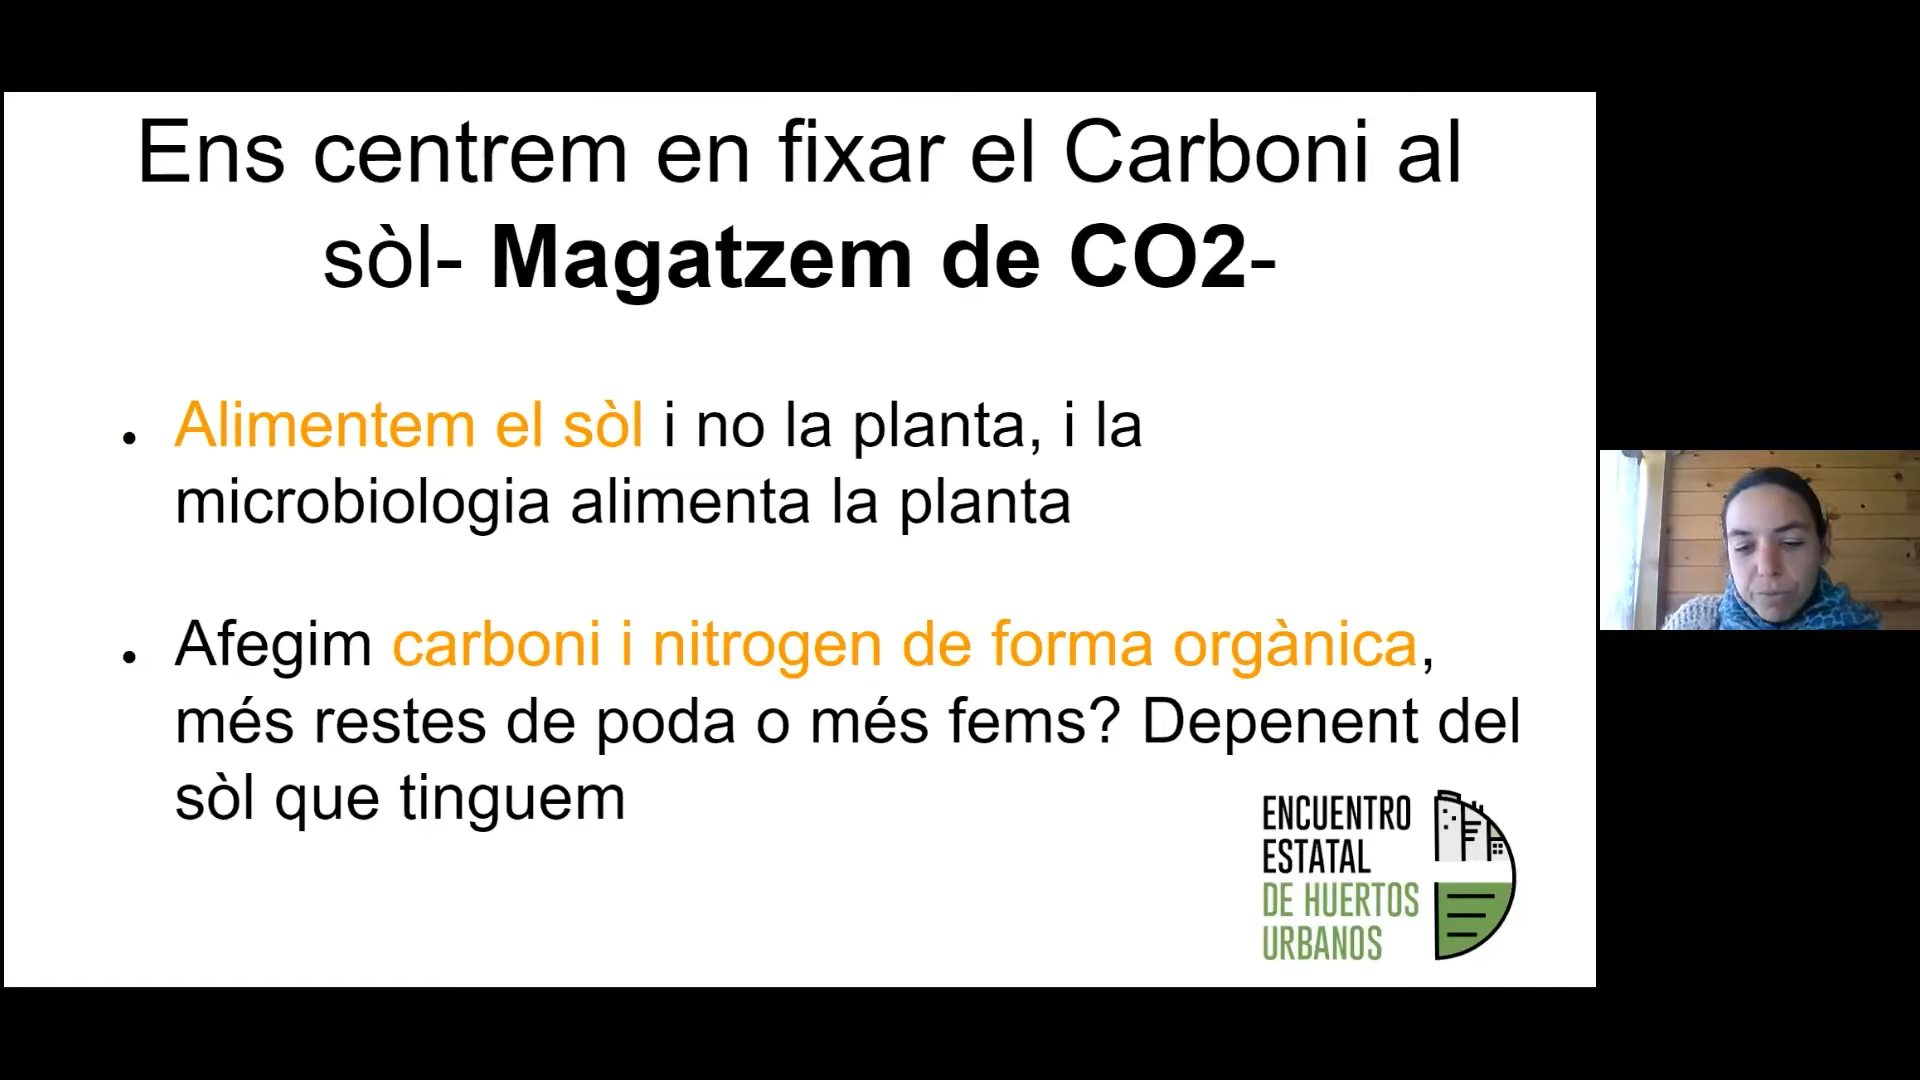 Ens centrem en fixar el Carboni al
sòl- Magatzem de CO2-
• Alimentem el sòl i no la planta, i la
microbiologia alimenta la planta
• Afegim carboni i nitrogen de forma orgànica,
més restes de poda o més fems? Depenent del
sòl que tinguem
ENCUENTRO
ESTATAL
DE HUERTOS
URBANOS